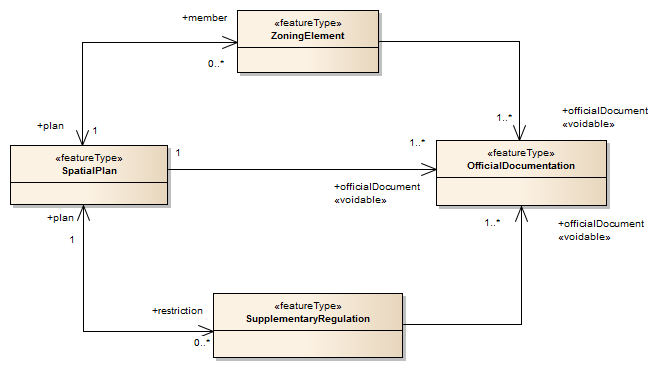 +member
«featureType»
ZoningElement
0..*
+plan
1
1..*
+officialDocument
«voidable»
«featureType»
SpatialPlan
1
1..*
+officialDocument
«voidable»
«featureType»
OfficialDocumentation
+plan
1
1..*
+officialDocument
«voidable»
+restriction
0..*
«featureType»
SupplementaryRegulation